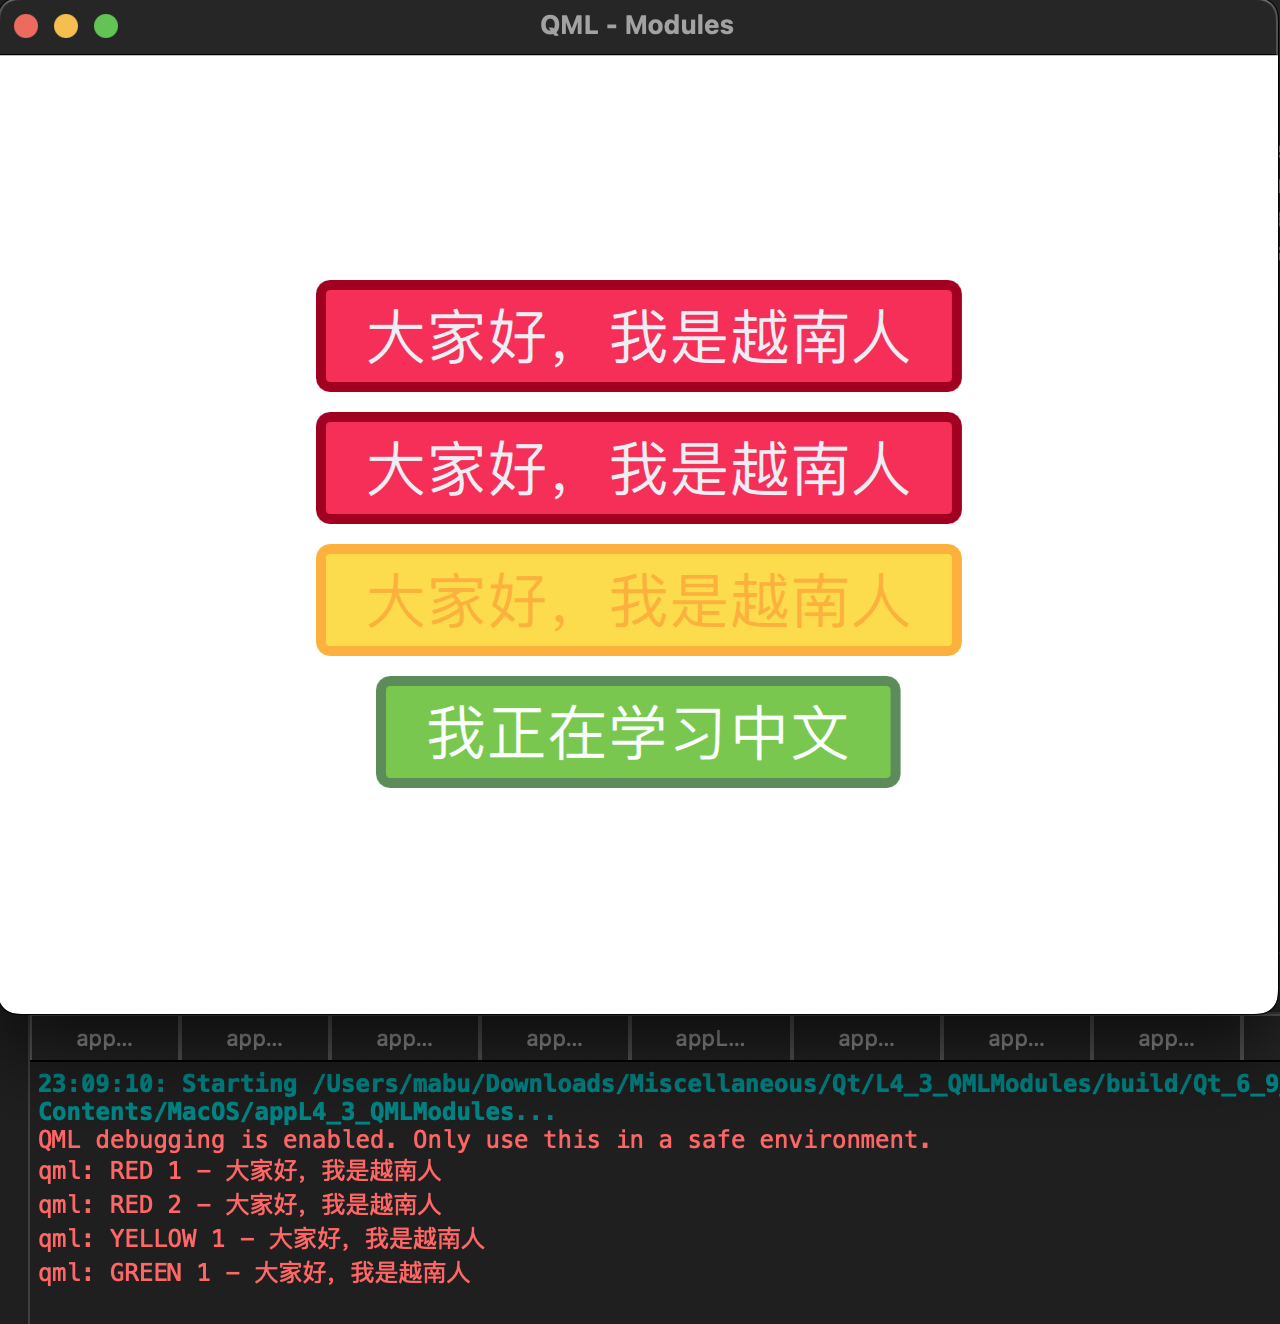 QML - Modules
大家好，我是越南人
大家好，我是越南人
大家好，我是越南人
我正在学习中文
app... app... app... app... appL... app... app... app...
23:09:10: Starting /Users/mabu/Downloads/Miscellaneous/Qt/L4_3_QMLModules/build/Qt_6_9
Contents/MacOS/appL4_3_QMLModules...
QML debugging is enabled. Only use this in a safe environment.
qml: RED 1 - 大家好，我是越南人
qml: RED 2 - 大家好，我是越南人
qml: YELLOW 1 - 大家好，我是越南人
qml: GREEN 1 - 大家好，我是越南人